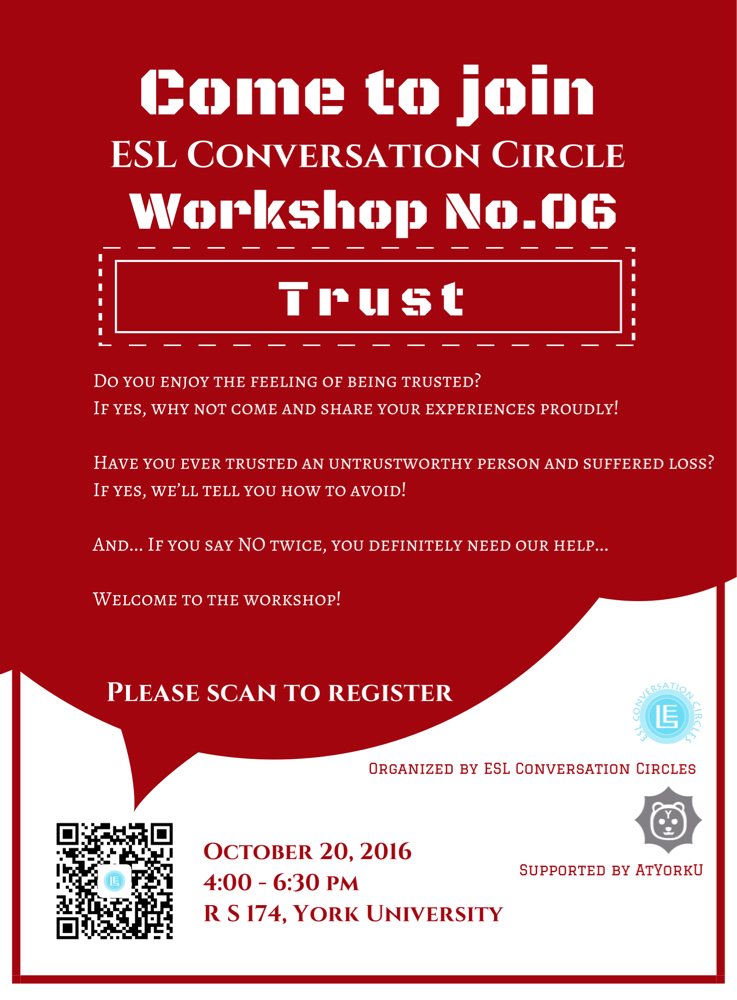 Come to join
ESL Conversation Circle
Workshop No.06
Trust
Do you enjoy the feeling of being trusted?
If yes, why not come and share your experiences proudly!
Have you ever trusted an untrustworthy person and suffered loss?
If yes, we'll tell you how to avoid!
And... If you say NO twice, you definitely need our help...
Welcome to the workshop!
Please scan to register
ESL CONVERSATION CIRCLES
Organized by ESL Conversation Circles
Y
Supported by AtYorkU
October 20, 2016
4:00 - 6:30 pm
R S 174, York University